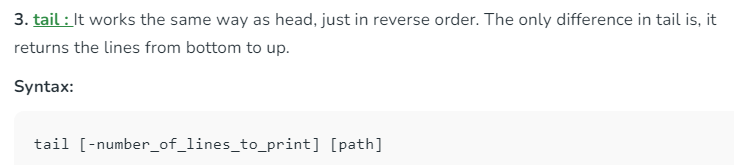 3. tail : It works the same way as head, just in reverse order. The only difference in tail is, it
returns the lines from bottom to up.
Syntax:
tail [-number_of_lines_to_print] [path]